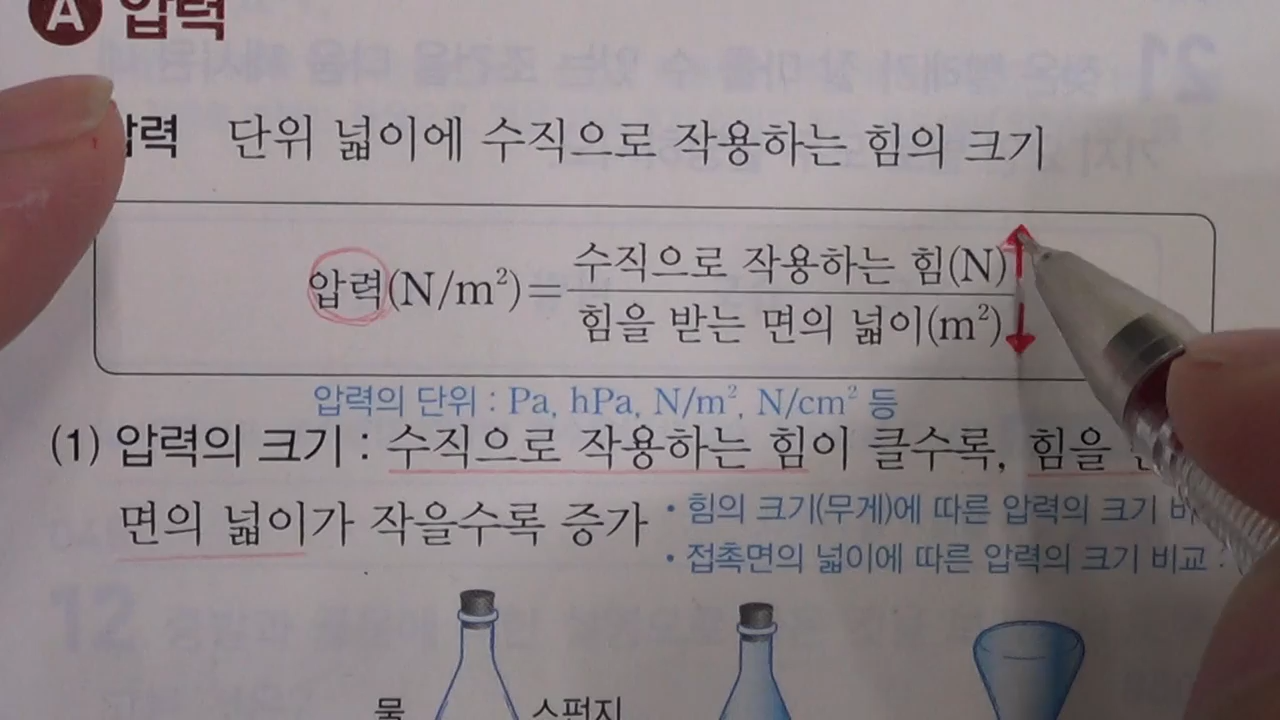 A 압력
압력 단위 넓이에 수직으로 작용하는 힘의 크기
압력(N/m²)=수직으로 작용하는 힘(N)
힘을 받는 면의 넓이(m²)
압력의 단위 : Pa, hPa, N/m², N/cm² 등
(1) 압력의 크기 : 수직으로 작용하는 힘이 클수록, 힘을
면의 넓이가 작을수록 증가
• 힘의 크기(무게)에 따른 압력의 크기 비
• 접촉면의 넓이에 따른 압력의 크기 비교 :
물 스펀지